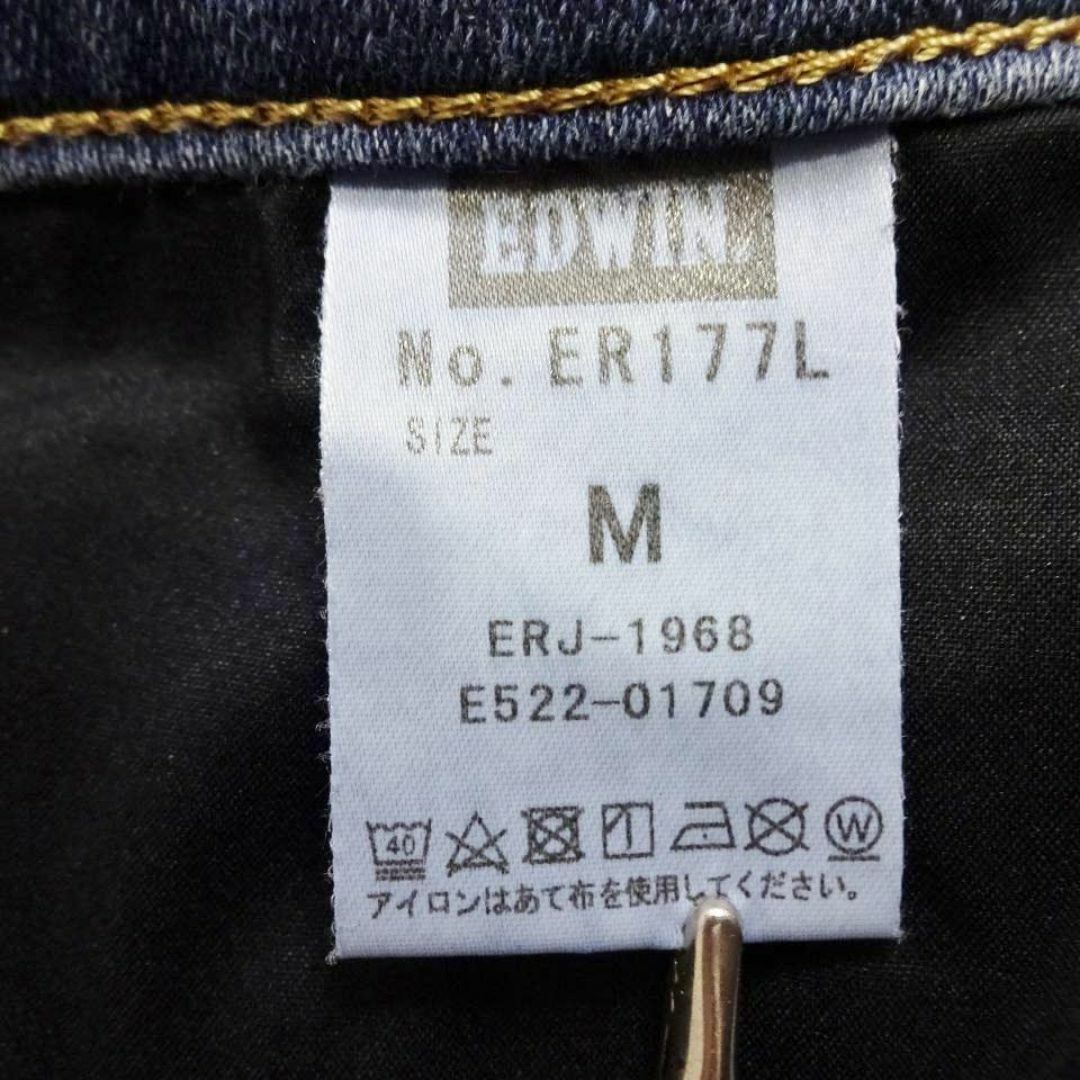 EDWIN
No. ER177L
SIZE
M
ERJ-1968
E522-01709
40 W
アイロンはあて布を使用してください。